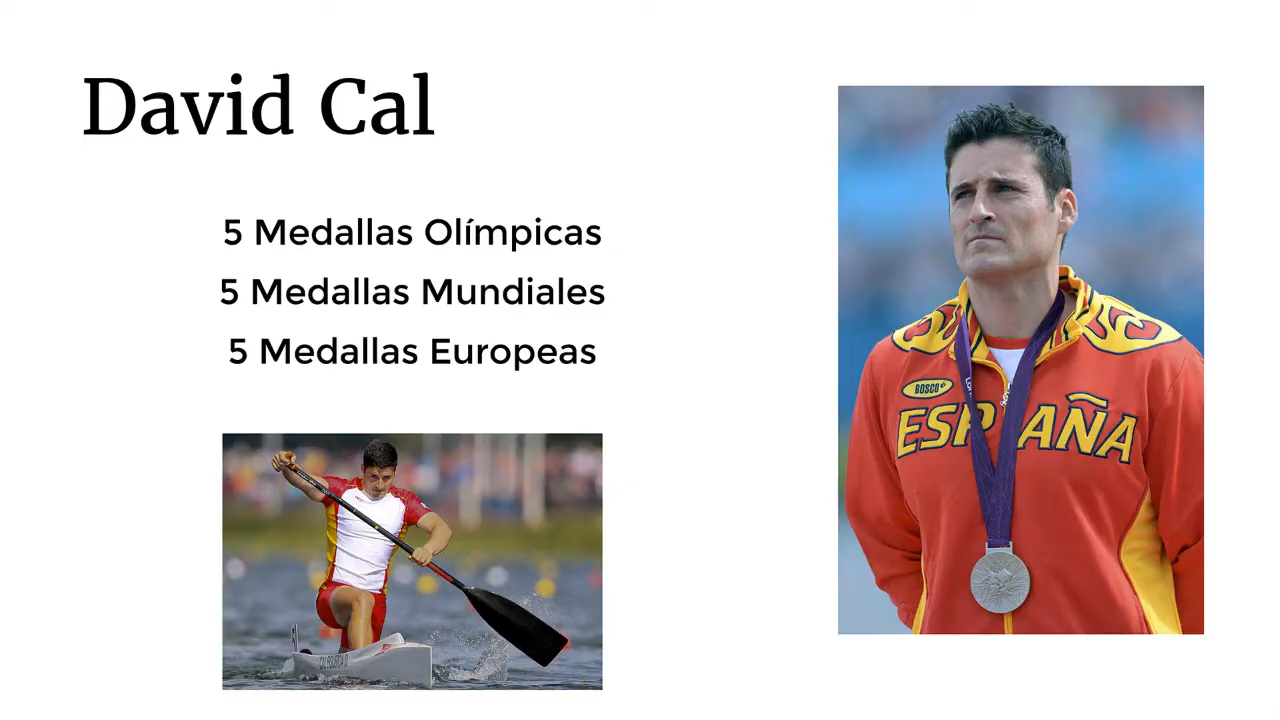 David Cal
5 Medallas Olímpicas
5 Medallas Mundiales
5 Medallas Europeas
BOSCO
ESPAÑA